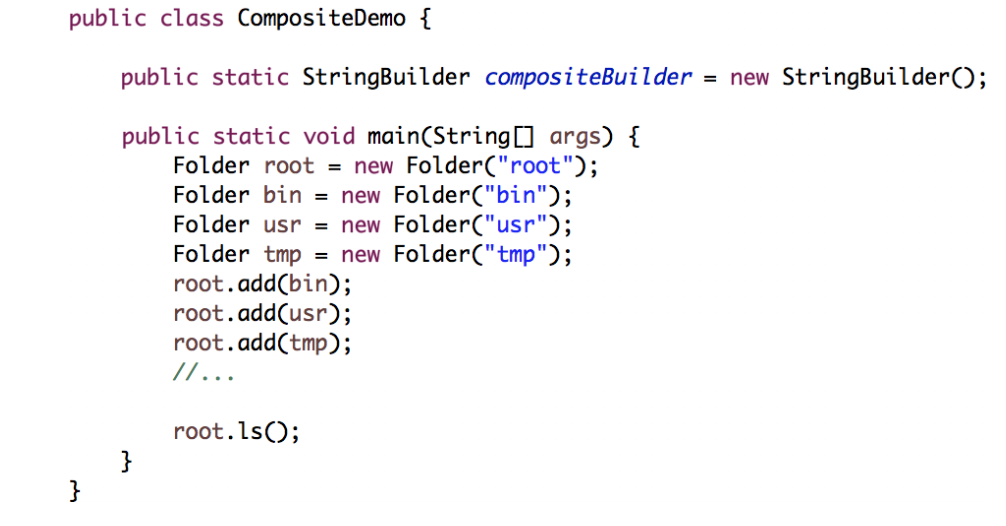 public class CompositeDemo {
public static StringBuilder compositeBuilder = new StringBuilder();
public static void main(String[] args) {
Folder root = new Folder("root");
Folder bin = new Folder("bin");
Folder usr = new Folder("usr");
Folder tmp = new Folder("tmp");
root.add(bin);
root.add(usr);
root.add(tmp);
//...
root.ls();
}
}